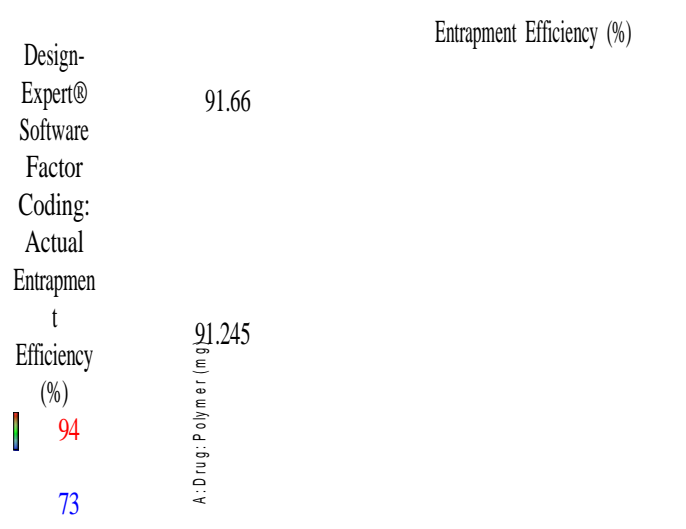 Entrapment Efficiency (%)
Design-
Expert®
Software
Factor
Coding:
Actual
Entrapmen
t
Efficiency
(%)
94
73
91.66
91.245
A: Drug: Polymer (mg)